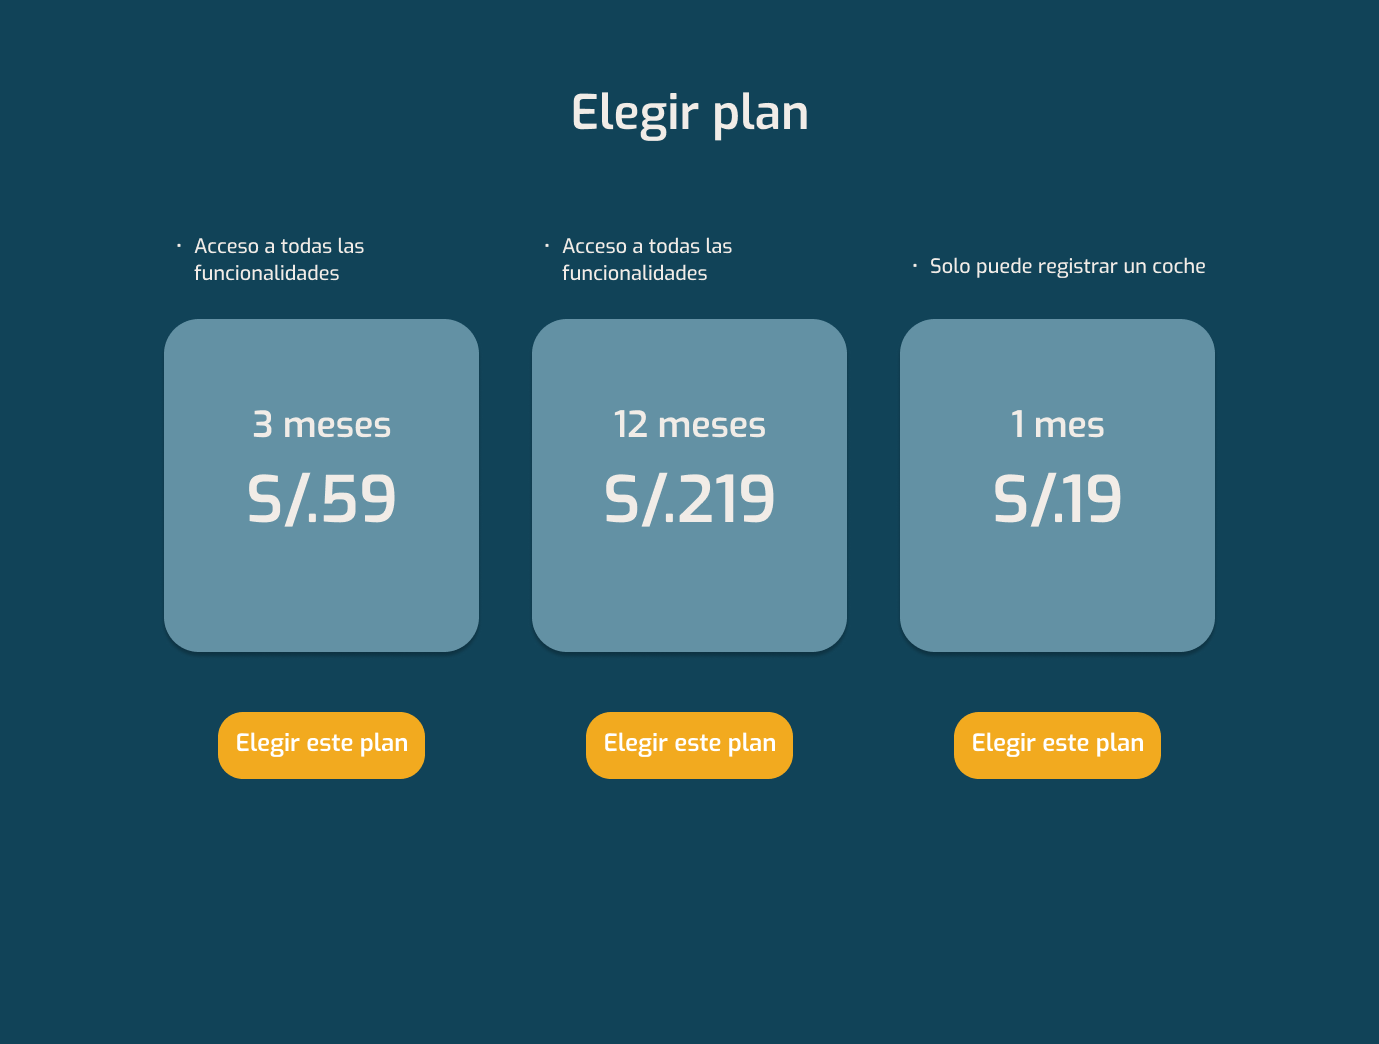 Elegir plan
· Acceso a todas las
funcionalidades
3 meses
S/.59
Elegir este plan
· Acceso a todas las
funcionalidades
12 meses
S/.219
Elegir este plan
· Solo puede registrar un coche
1 mes
S/.19
Elegir este plan